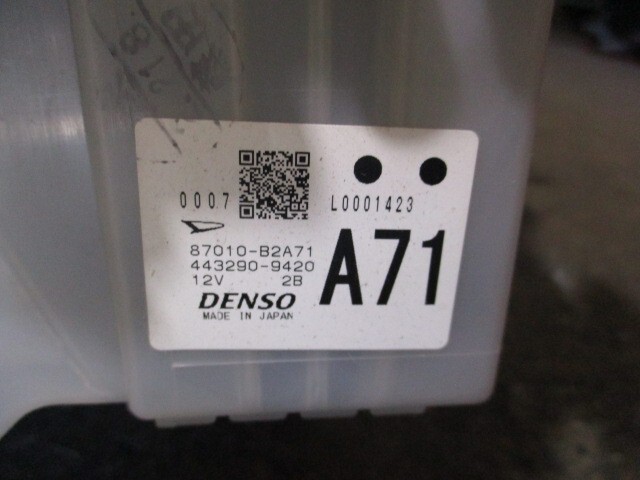 0007
L0001423
87010-B2A71
443290-9420
12V 2B
A71
DENSO
MADE IN JAPAN